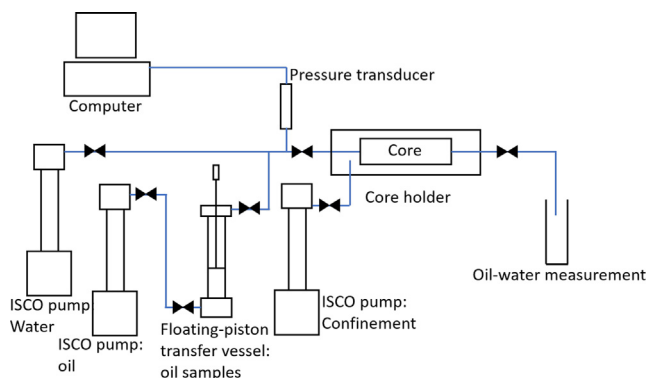 Pressure transducer
Computer
Core
Core holder
Oil-water measurement
ISCO pump
Water
ISCO pump:
oil
Floating-piston
transfer vessel:
oil samples
ISCO pump:
Confinement